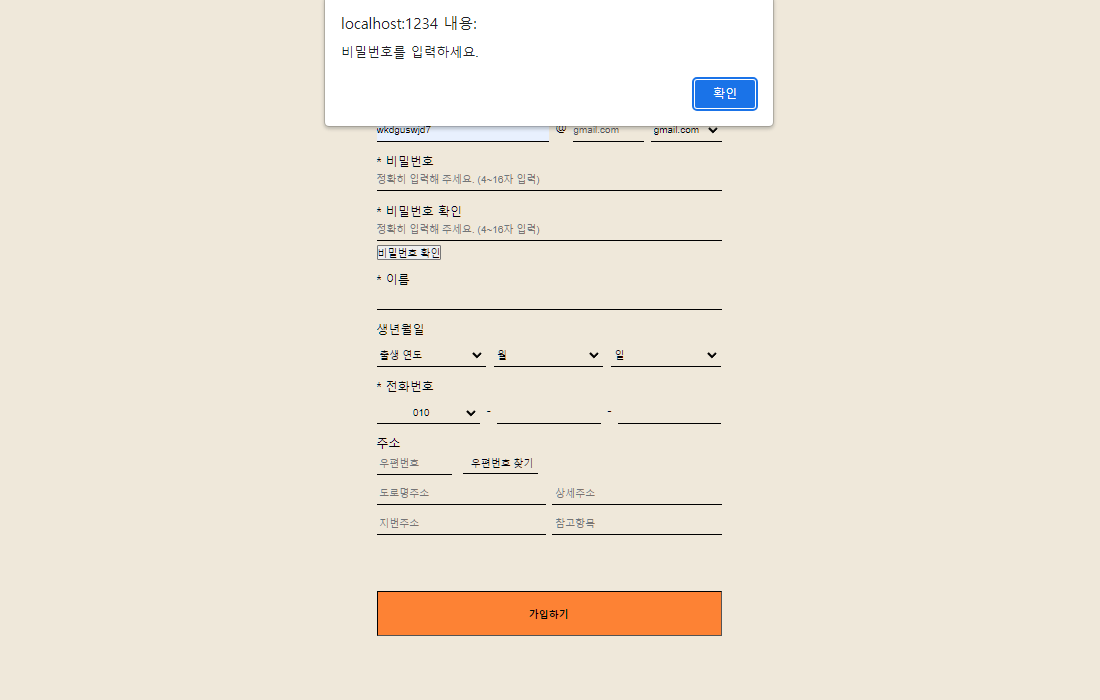 localhost:1234 내용:
비밀번호를 입력하세요.
확인
wkdguswjd7 @ gmail.com gmail.com
* 비밀번호
정확히 입력해 주세요. (4~16자 입력)
* 비밀번호 확인
정확히 입력해 주세요. (4~16자 입력)
비밀번호 확인
* 이름
생년월일
출생 연도 월 일
* 전화번호
010 - -
주소
우편번호 우편번호 찾기
도로명주소 상세주소
지번주소 참고항목
가입하기